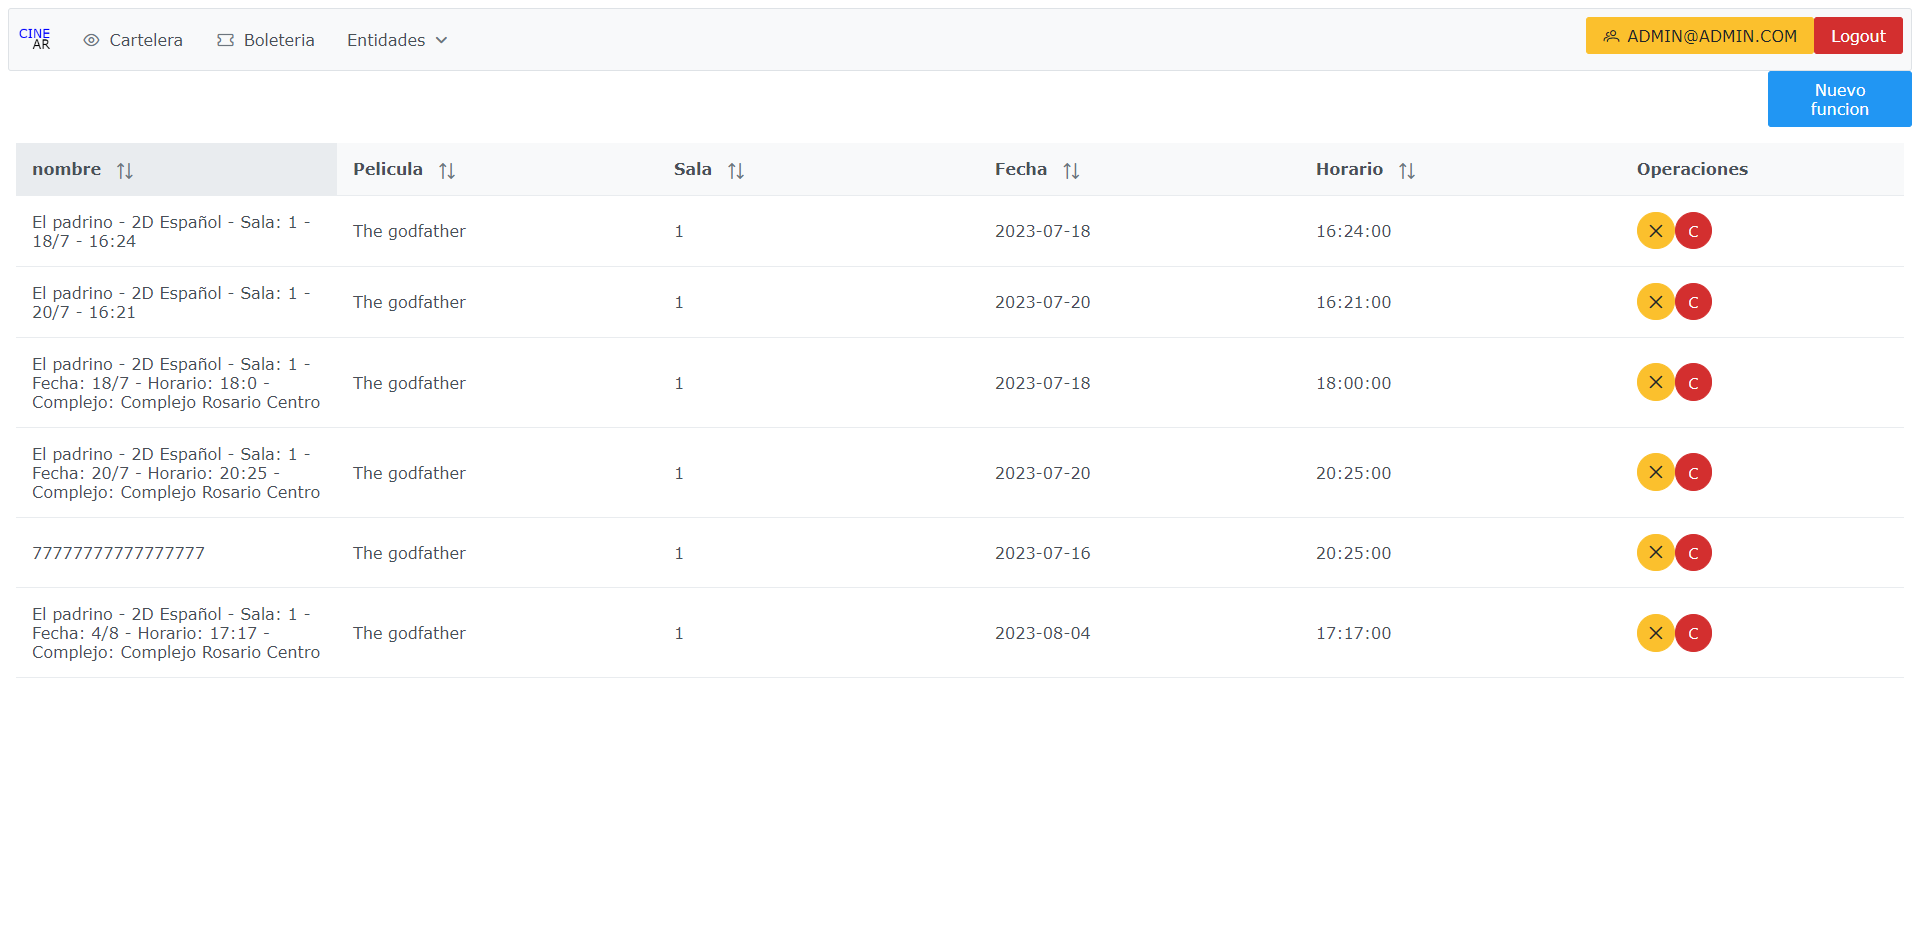 CINE
AR
Cartelera
Boleteria
Entidades
ADMIN@ADMIN.COM
Logout
Nuevo
funcion
nombre
Pelicula
Sala
Fecha
Horario
Operaciones
El padrino - 2D Español - Sala: 1 -
18/7 - 16:24
The godfather
1
2023-07-18
16:24:00
C
El padrino - 2D Español - Sala: 1 -
20/7 - 16:21
The godfather
1
2023-07-20
16:21:00
C
El padrino - 2D Español - Sala: 1 -
Fecha: 18/7 - Horario: 18:0 -
Complejo: Complejo Rosario Centro
The godfather
1
2023-07-18
18:00:00
C
El padrino - 2D Español - Sala: 1 -
Fecha: 20/7 - Horario: 20:25 -
Complejo: Complejo Rosario Centro
The godfather
1
2023-07-20
20:25:00
C
77777777777777777
The godfather
1
2023-07-16
20:25:00
C
El padrino - 2D Español - Sala: 1 -
Fecha: 4/8 - Horario: 17:17 -
Complejo: Complejo Rosario Centro
The godfather
1
2023-08-04
17:17:00
C